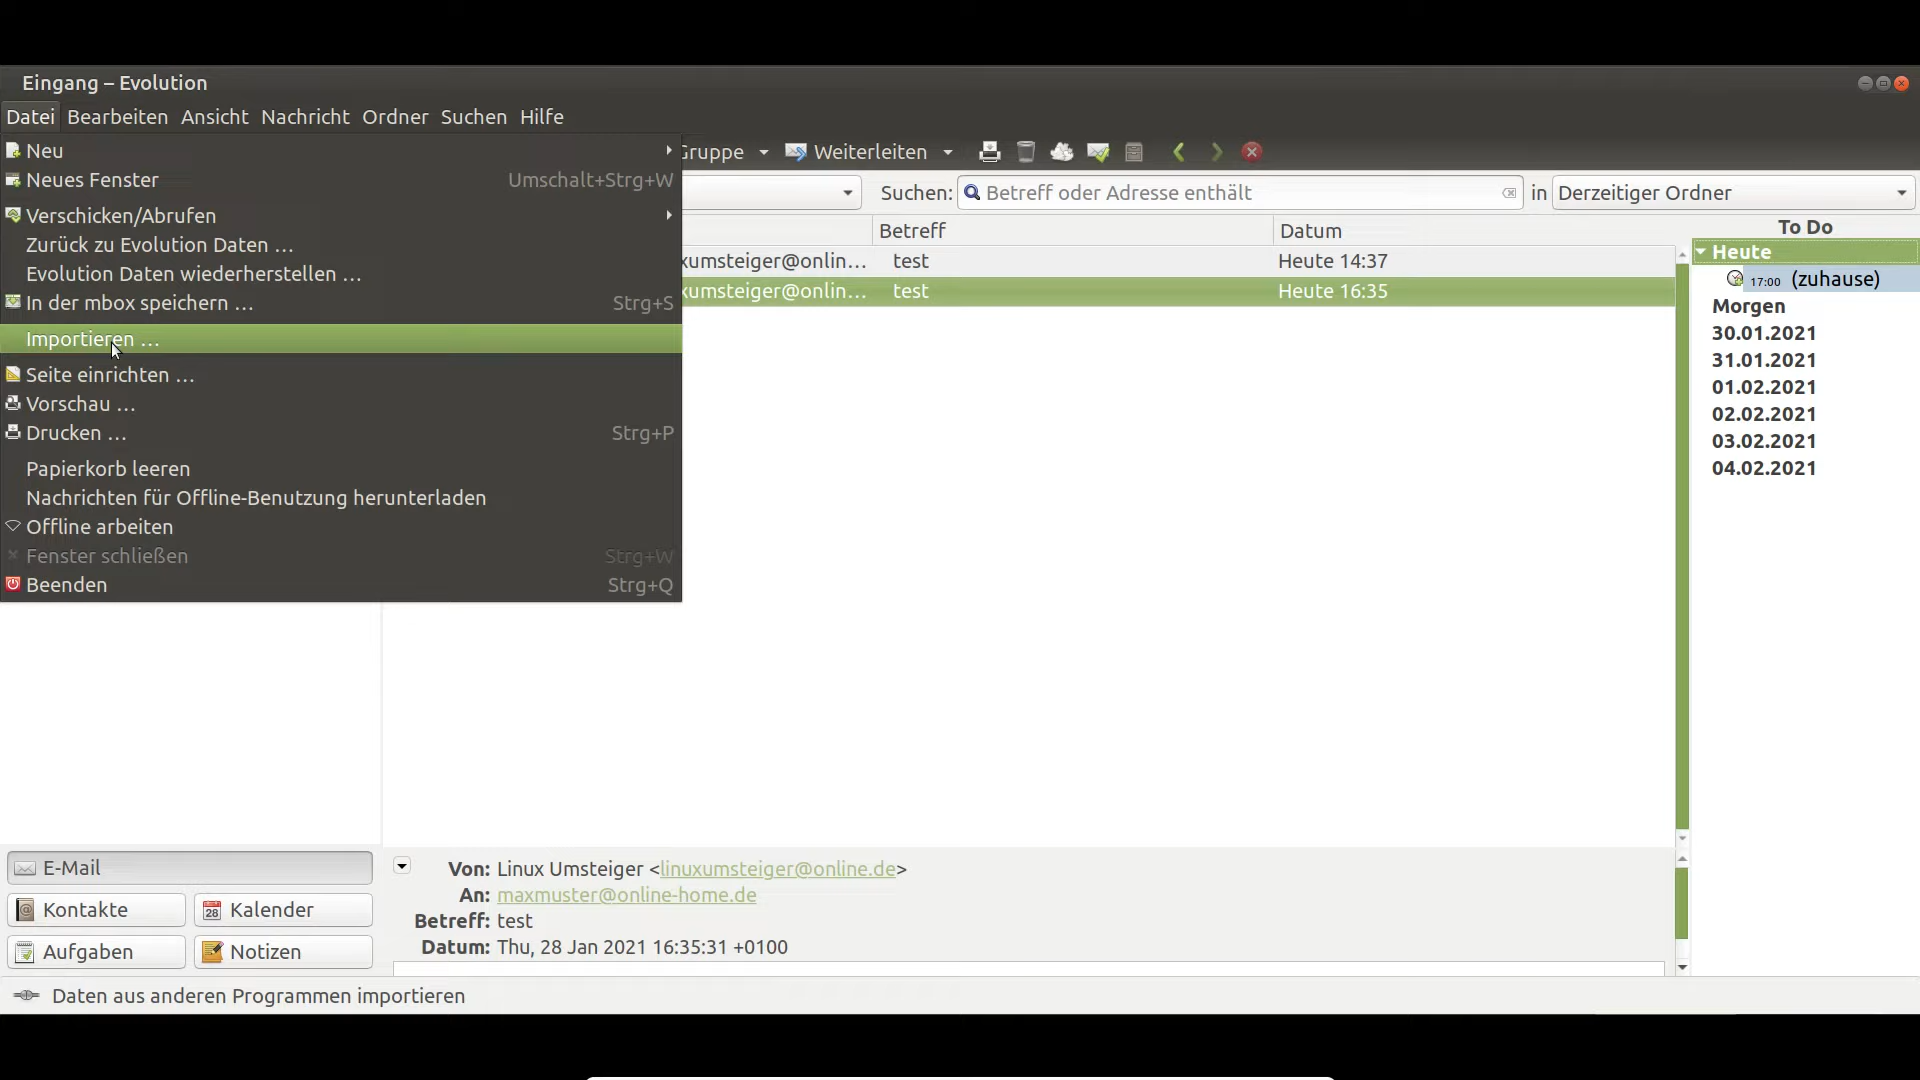 Eingang – Evolution
Datei Bearbeiten Ansicht Nachricht Ordner Suchen Hilfe
Neu
Neues Fenster Umschalt+Strg+W
Verschicken/Abrufen
Zurück zu Evolution Daten …
Evolution Daten wiederherstellen …
In der mbox speichern … Strg+S
Importieren …
Seite einrichten …
Vorschau …
Drucken … Strg+P
Papierkorb leeren
Nachrichten für Offline-Benutzung herunterladen
Offline arbeiten
Fenster schließen Strg+W
Beenden Strg+Q
Gruppe Weiterleiten
Suchen: Betreff oder Adresse enthält in Derzeitiger Ordner
Betreff Datum
xumsteiger@onlin… test Heute 14:37
xumsteiger@onlin… test Heute 16:35
To Do
Heute
17:00 (zuhause)
Morgen
30.01.2021
31.01.2021
01.02.2021
02.02.2021
03.02.2021
04.02.2021
E-Mail
Kontakte
28 Kalender
Aufgaben
Notizen
Von: Linux Umsteiger <linuxumsteiger@online.de>
An: maxmuster@online-home.de
Betreff: test
Datum: Thu, 28 Jan 2021 16:35:31 +0100
Daten aus anderen Programmen importieren